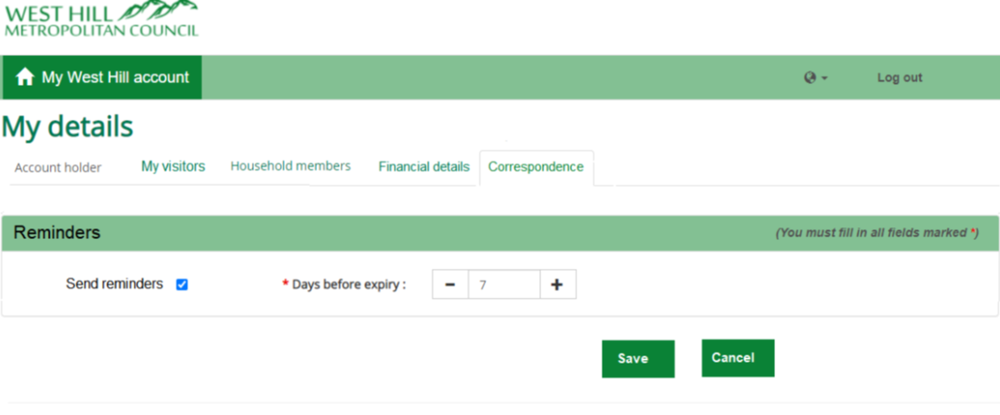 WEST HILL
METROPOLITAN COUNCIL
My West Hill account
Log out
My details
Account holder My visitors Household members Financial details Correspondence
Reminders (You must fill in all fields marked *)
Send reminders * Days before expiry : - 7 +
Save Cancel